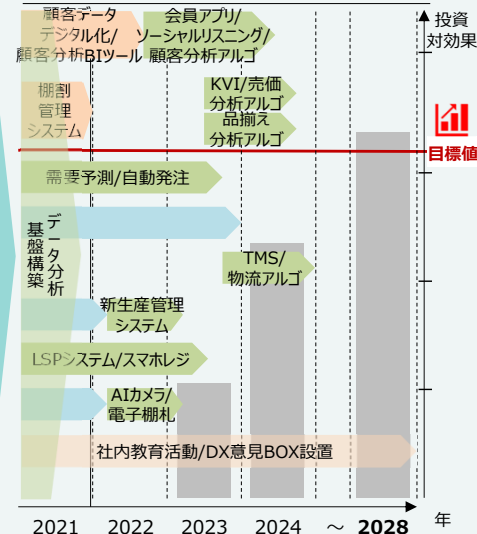 顧客データ
デジタル化/
顧客分析BIツール
会員アプリ/
ソーシャルリスニング/
顧客分析アルゴ
投資
対効果
棚割
管理
システム
KVI/売価
分析アルゴ
品揃え
分析アルゴ
目標値
需要予測/自動発注
データ分析
基盤構築
TMS/
物流アルゴ
新生産管理
システム
LSPシステム/スマホレジ
AIカメラ/
電子棚札
社内教育活動/DX意見BOX設置
2021 2022 2023 2024 ～ 2028 年